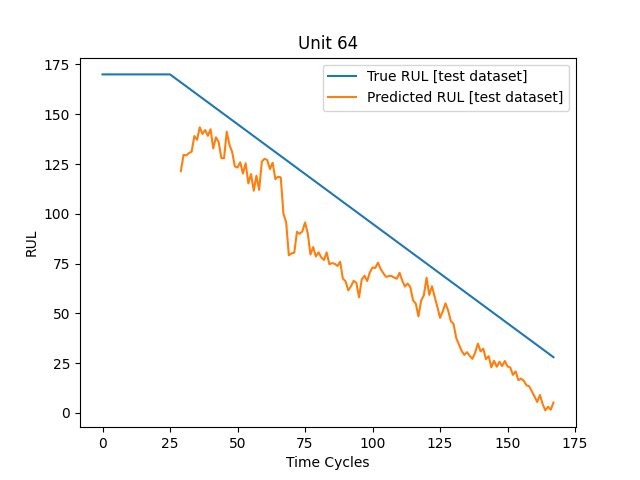 Unit 64
True RUL [test dataset]
Predicted RUL [test dataset]
RUL
175
150
125
100
75
50
25
0
0 25 50 75 100 125 150 175
Time Cycles